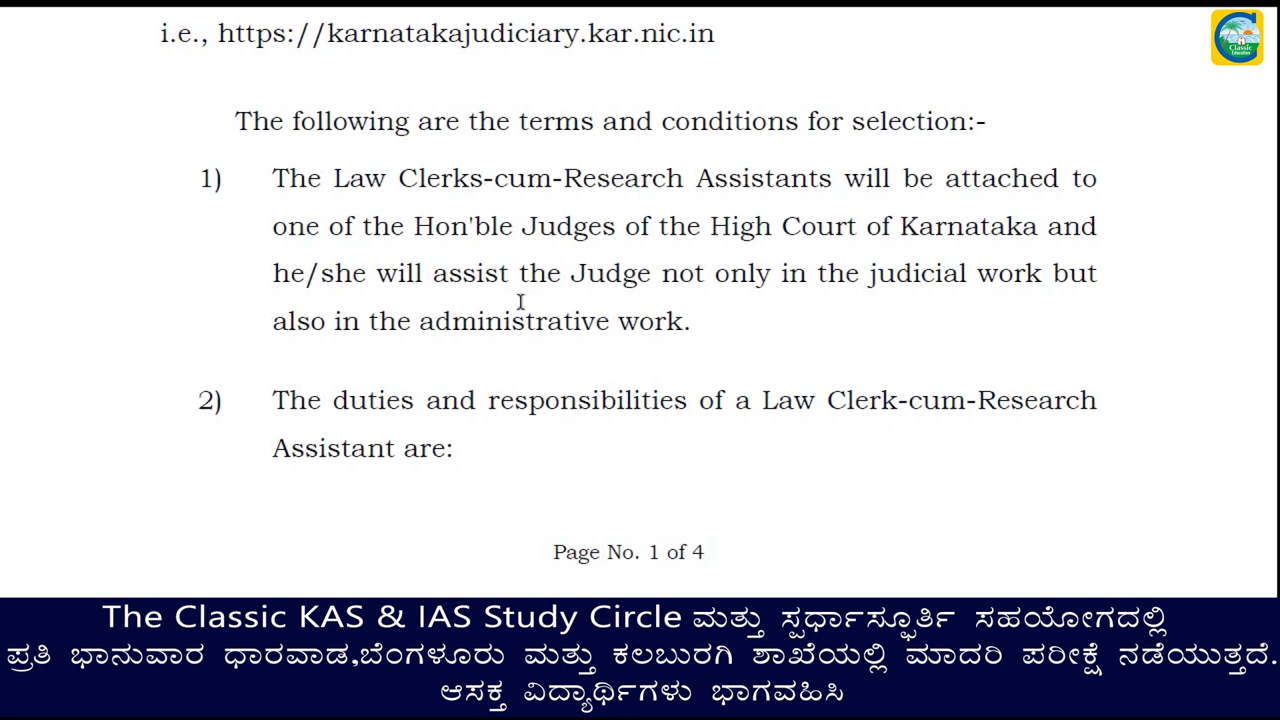 i.e., https://karnatakajudiciary.kar.nic.in
Classic
Education
The following are the terms and conditions for selection:-
1) The Law Clerks-cum-Research Assistants will be attached to
one of the Hon'ble Judges of the High Court of Karnataka and
he/she will assist the Judge not only in the judicial work but
also in the administrative work.
2) The duties and responsibilities of a Law Clerk-cum-Research
Assistant are:
Page No. 1 of 4
The Classic KAS & IAS Study Circle ಮತ್ತು ಸ್ಪರ್ಧಾಸ್ಫೂರ್ತಿ ಸಹಯೋಗದಲ್ಲಿ
ಪ್ರತಿ ಭಾನುವಾರ ಧಾರವಾಡ,ಬೆಂಗಳೂರು ಮತ್ತು ಕಲಬುರಗಿ ಶಾಖೆಯಲ್ಲಿ ಮಾದರಿ ಪರೀಕ್ಷೆ ನಡೆಯುತ್ತದೆ.
ಆಸಕ್ತ ವಿದ್ಯಾರ್ಥಿಗಳು ಭಾಗವಹಿಸಿ